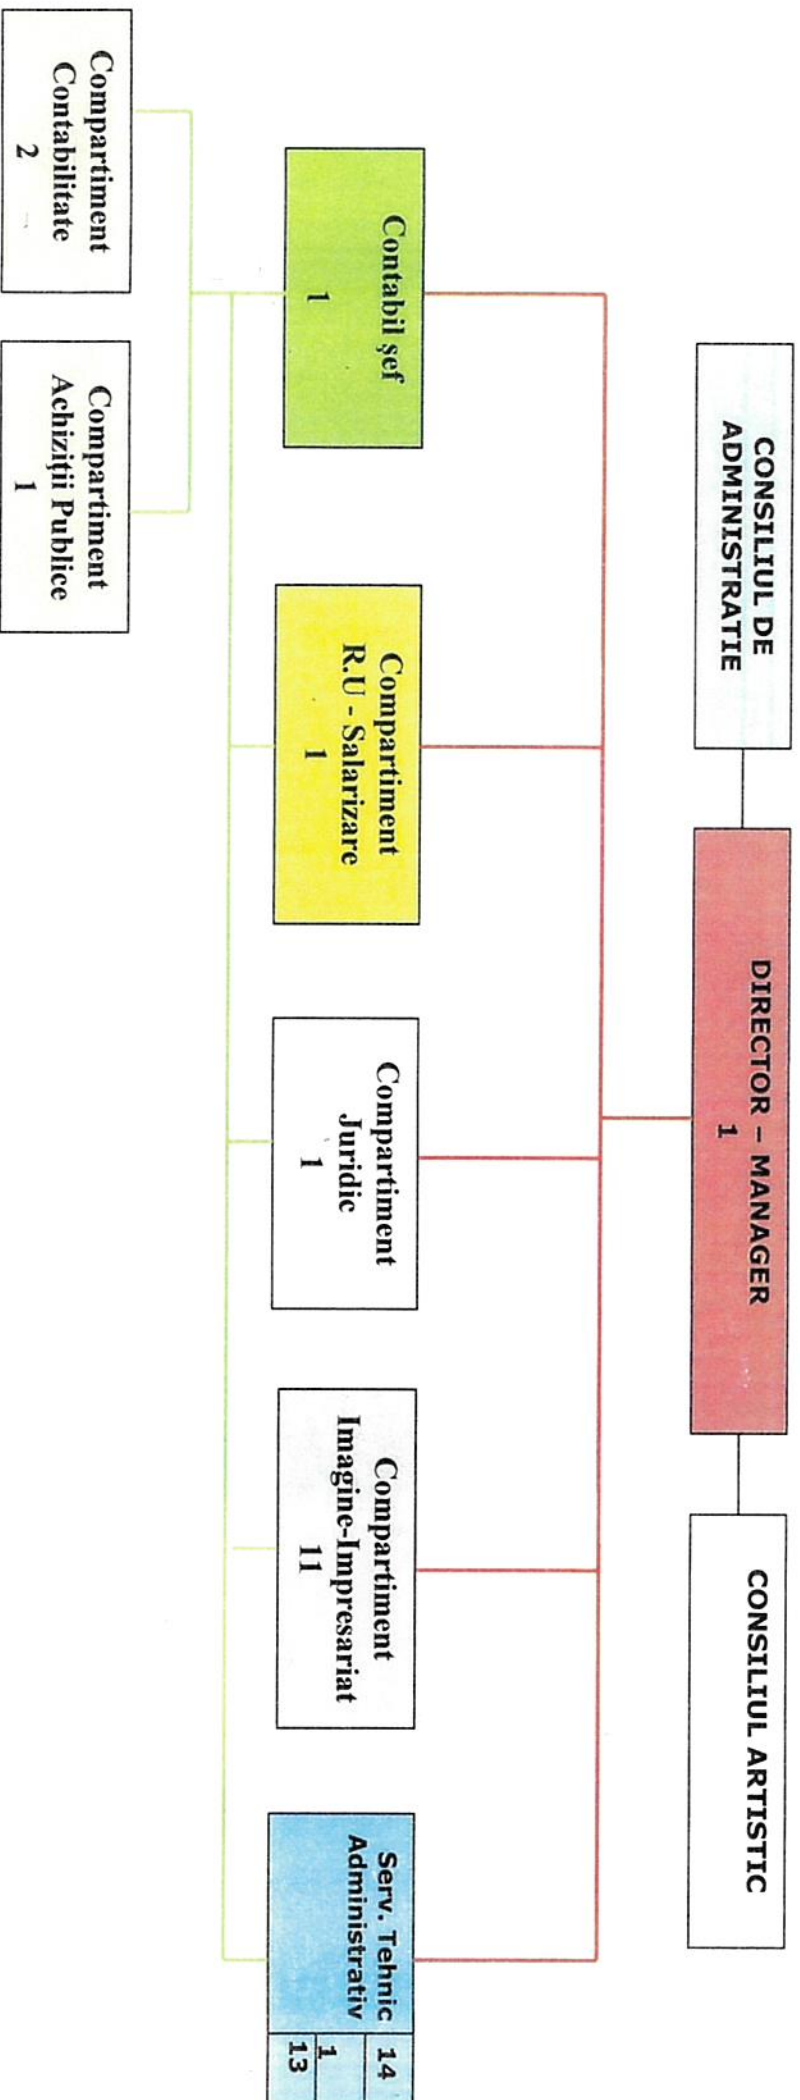 CONSILIUL DE
ADMINISTRATIE
DIRECTOR – MANAGER
1
CONSILIUL ARTISTIC
Contabil şef
1
Compartiment
R.U - Salarizare
1
Compartiment
Juridic
1
Compartiment
Imagine-Impresariat
11
Serv. Tehnic
Administrativ
14
1
13
Compartiment
Contabilitate
2
Compartiment
Achiziţii Publice
1